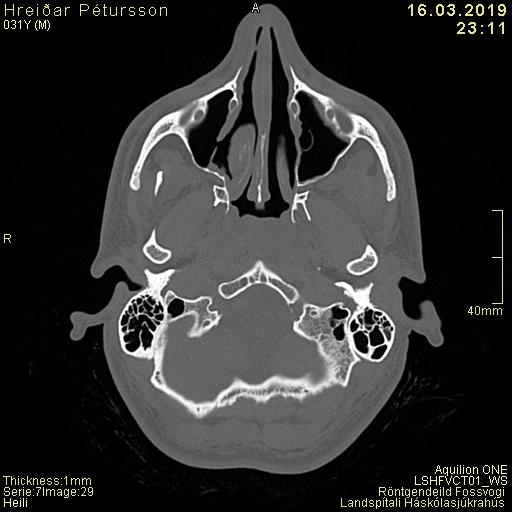 Hreiðar Pétursson
031Y (M)
A
16.03.2019
23:11
R
40mm
Thickness:1mm
Serie:7Image:29
Heili
Aquilion ONE
LSHFVCT01_WS
Röntgendeild Fossvogi
Landspítali Háskólasjúkrahús